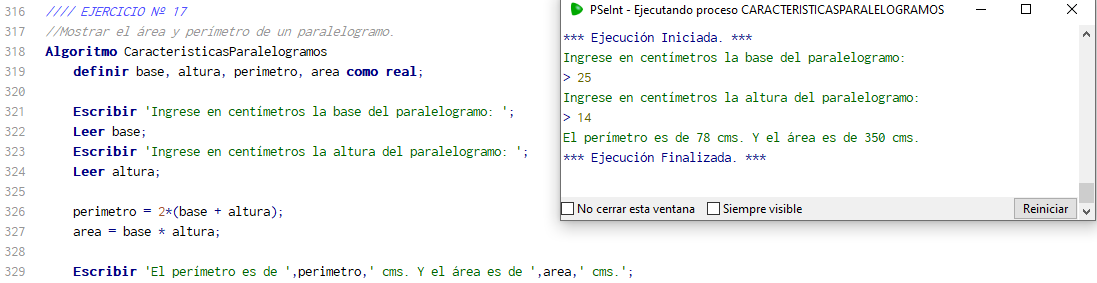 316 //// EJERCICIO Nº 17
317 //Mostrar el área y perimetro de un paralelogramo.
318 Algoritmo CaracteristicasParalelogramos
319 definir base, altura, perimetro, area como real;
320
321 Escribir 'Ingrese en centímetros la base del paralelogramo: ';
322 Leer base;
323 Escribir 'Ingrese en centímetros la altura del paralelogramo: ';
324 Leer altura;
325
326 perimetro = 2*(base + altura);
327 area = base * altura;
328
329 Escribir 'El perímetro es de ',perimetro,' cms. Y el área es de ',area,' cms.';
PSeInt - Ejecutando proceso CARACTERISTICASPARALELOGRAMOS
*** Ejecución Iniciada. ***
Ingrese en centímetros la base del paralelogramo:
> 25
Ingrese en centímetros la altura del paralelogramo:
> 14
El perímetro es de 78 cms. Y el área es de 350 cms.
*** Ejecución Finalizada. ***
No cerrar esta ventana Siempre visible Reiniciar